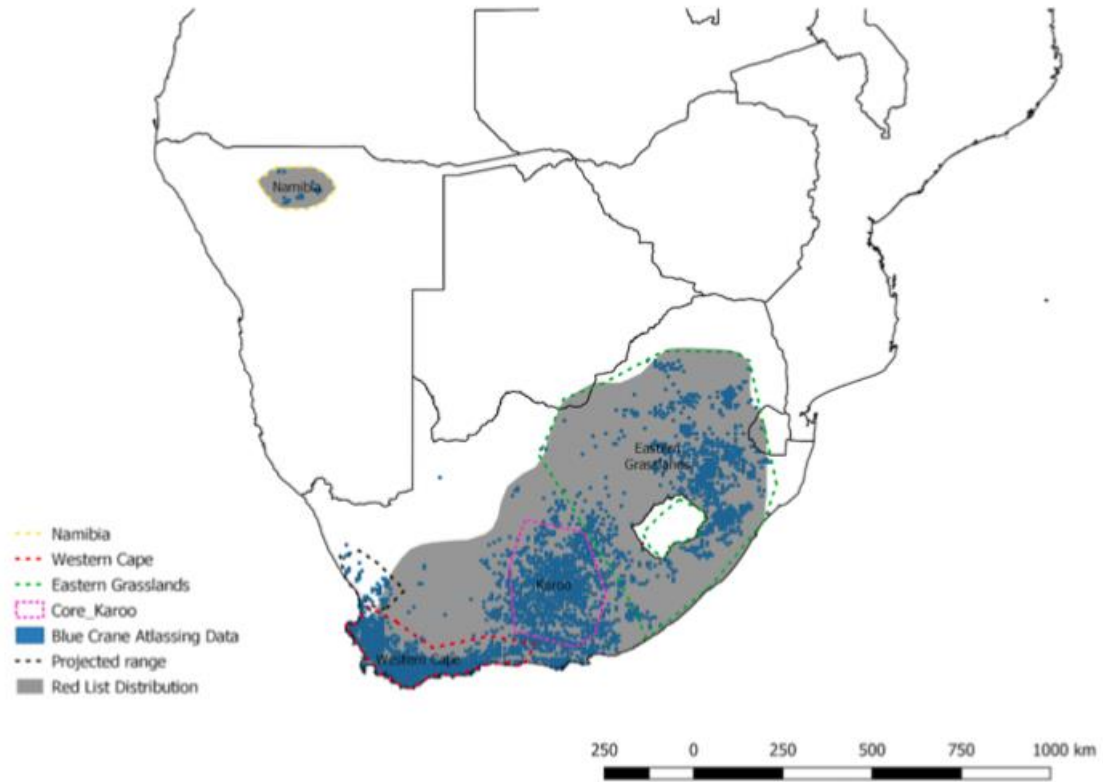 Namibia
Eastern
Grasslands
Karoo
Western Cape
Namibia
Western Cape
Eastern Grasslands
Core_Karoo
Blue Crane Atlassing Data
Projected range
Red List Distribution
250 0 250 500 750 1000 km